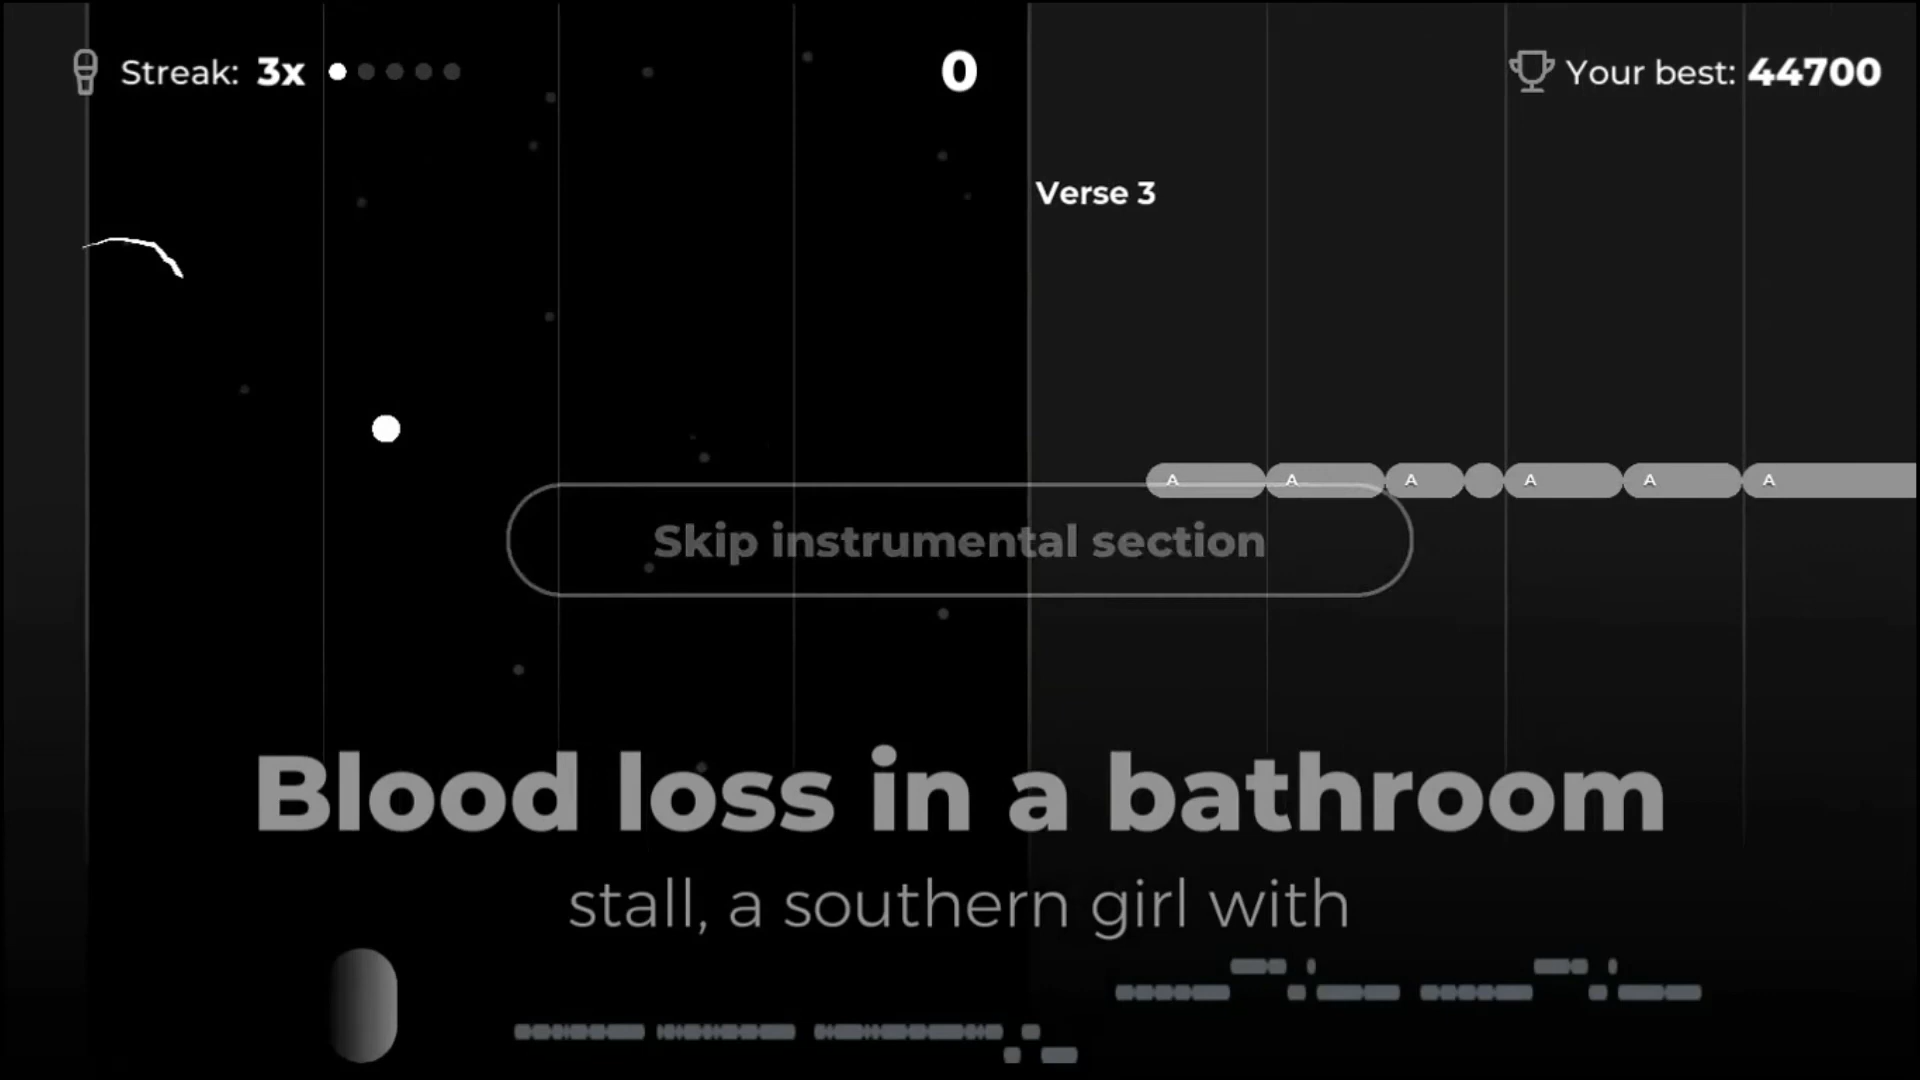 Streak: 3x
0
Your best: 44700
Verse 3
A A A A A A
Skip instrumental section
Blood loss in a bathroom
stall, a southern girl with